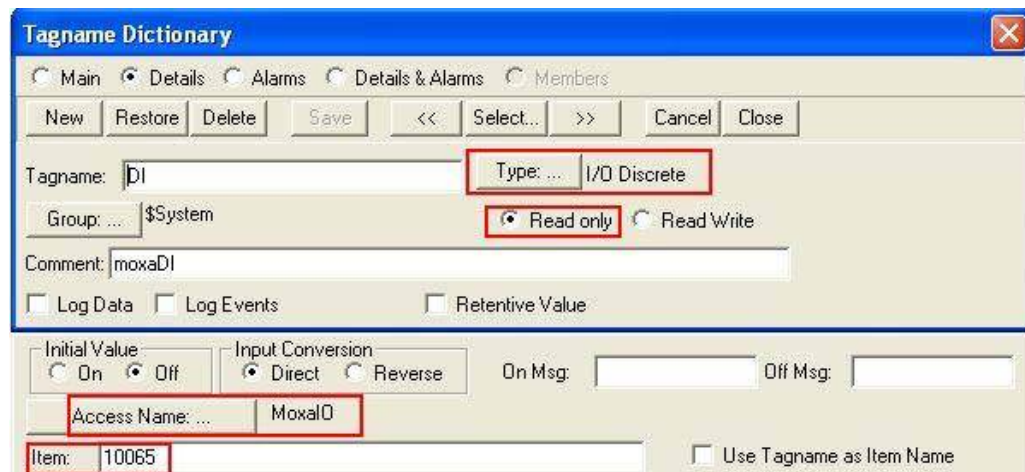 Tagname Dictionary
Main Details Alarms Details & Alarms Members
New Restore Delete Save << Select... >> Cancel Close
Tagname: DI Type: ... I/O Discrete
Group: ... $System Read only Read Write
Comment: moxaDI
Log Data Log Events Retentive Value
Initial Value Input Conversion
On Off Direct Reverse On Msg: Off Msg:
Access Name: ... MoxaIO
Item: 10065 Use Tagname as Item Name